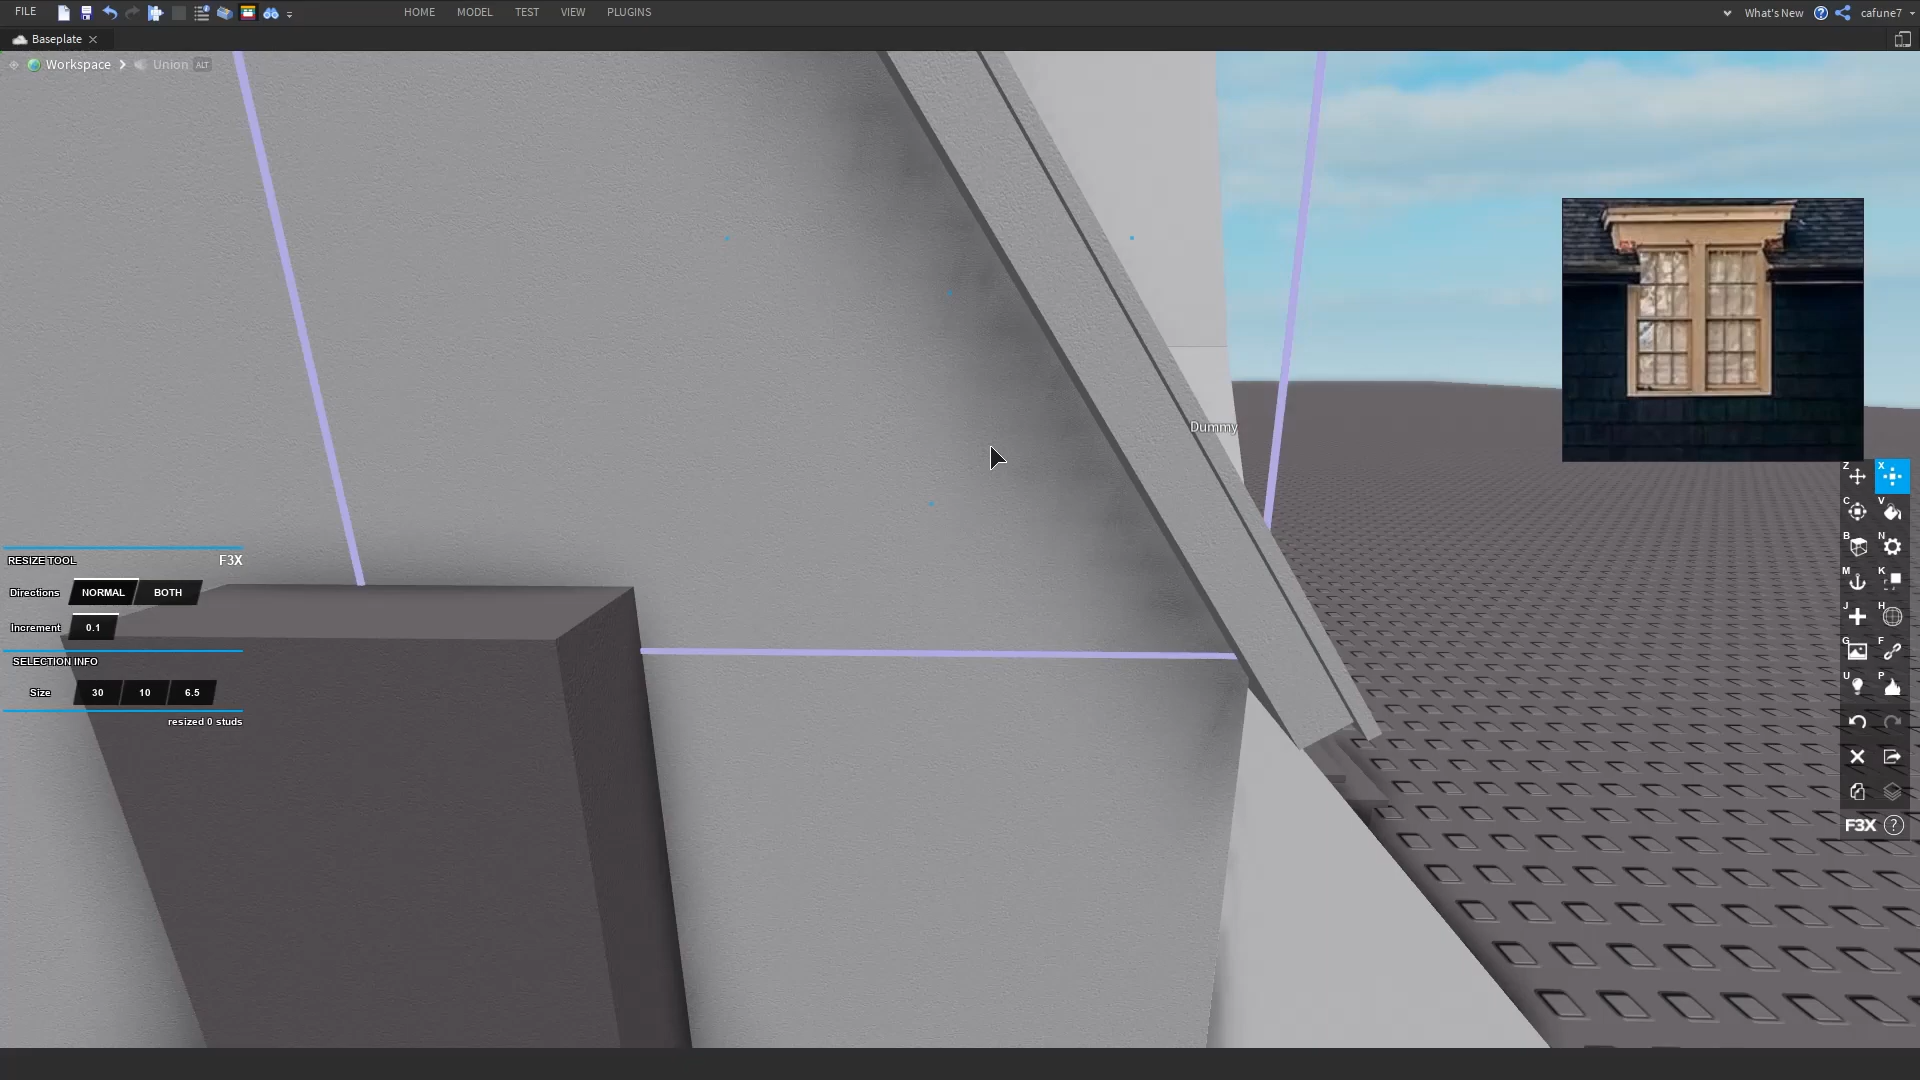 FILE HOME MODEL TEST VIEW PLUGINS What's New ? cafune7
Baseplate
Workspace Union ALT
Dummy
Z X
C V
B N
M K
J H
G F
U P
F3X ?
RESIZE TOOL F3X
Directions NORMAL BOTH
Increment 0.1
SELECTION INFO
Size 30 10 6.5
resized 0 studs